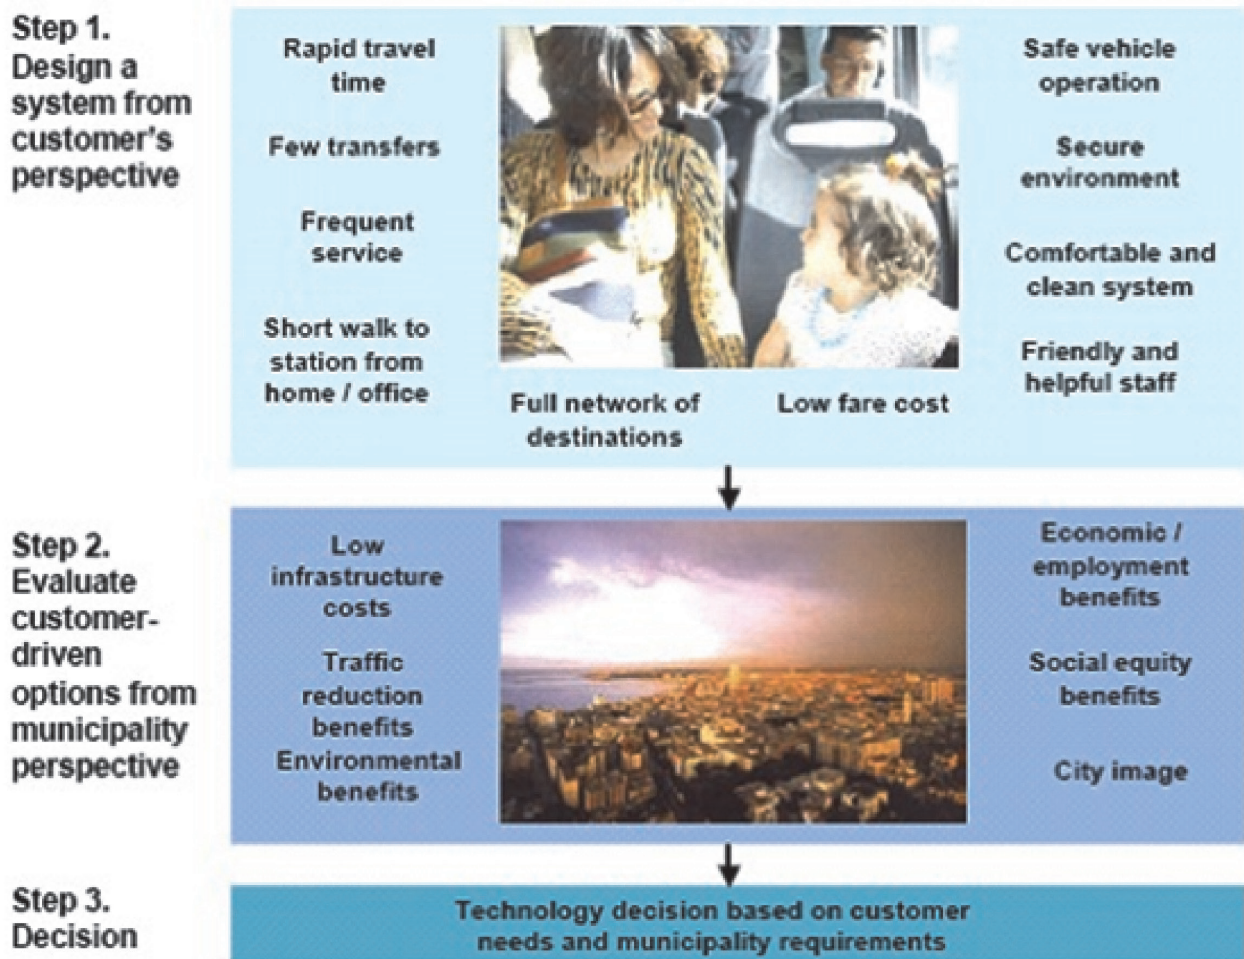 Step 1.
Design a
system from
customer's
perspective
Rapid travel
time
Few transfers
Frequent
service
Short walk to
station from
home / office
Full network of
destinations
Low fare cost
Safe vehicle
operation
Secure
environment
Comfortable and
clean system
Friendly and
helpful staff
Step 2.
Evaluate
customer-
driven
options from
municipality
perspective
Low
infrastructure
costs
Traffic
reduction
benefits
Environmental
benefits
Economic /
employment
benefits
Social equity
benefits
City image
Step 3.
Decision
Technology decision based on customer
needs and municipality requirements